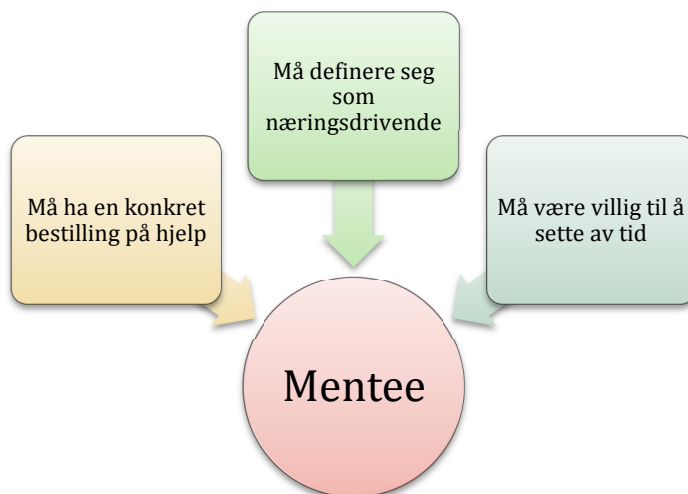 Må definere seg
som
næringsdrivende
Må ha en konkret
bestilling på hjelp
Må være villig til å
sette av tid
Mentee